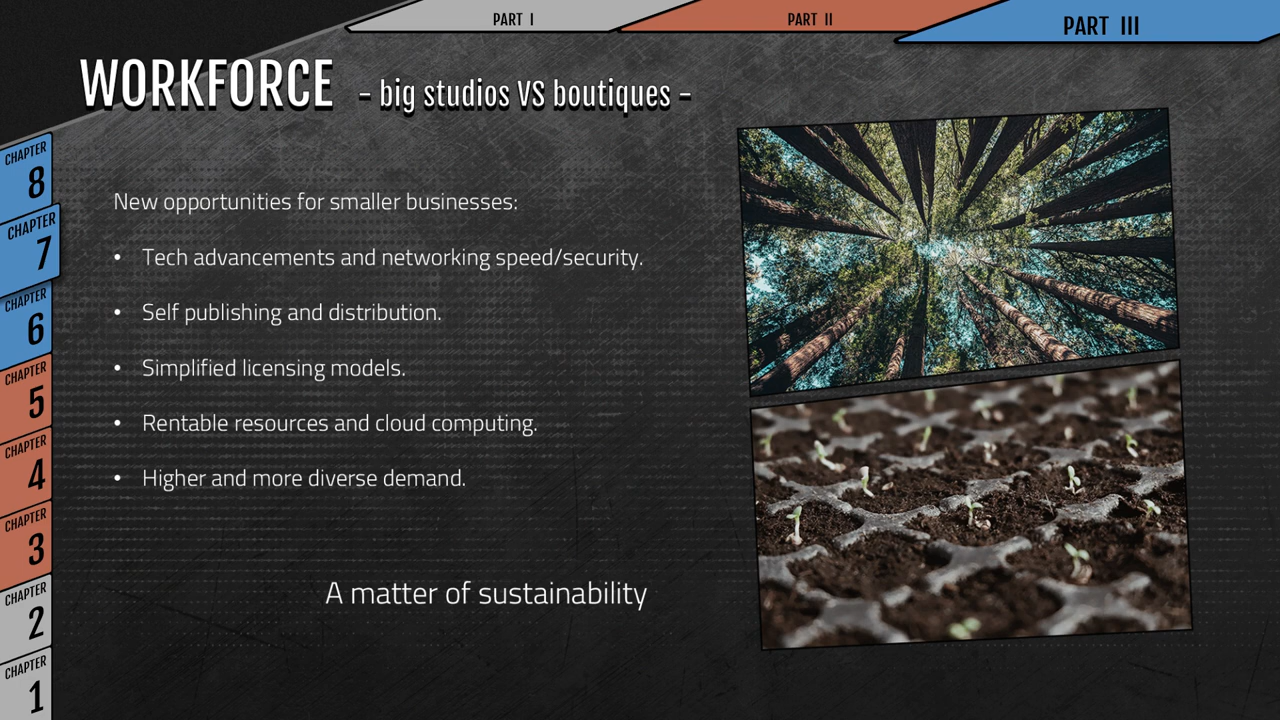 PART I
PART II
PART III
WORKFORCE – big studios VS boutiques –
CHAPTER
8
CHAPTER
7
CHAPTER
6
CHAPTER
5
CHAPTER
4
CHAPTER
3
CHAPTER
2
CHAPTER
1
New opportunities for smaller businesses:
• Tech advancements and networking speed/security.
• Self publishing and distribution.
• Simplified licensing models.
• Rentable resources and cloud computing.
• Higher and more diverse demand.
A matter of sustainability